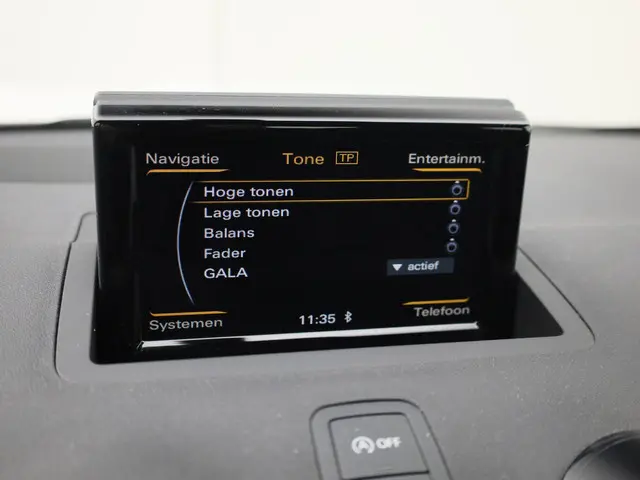 Navigatie
Tone TP
Entertainm.
Hoge tonen
Lage tonen
Balans
Fader
GALA
actief
Systemen
11:35
Telefoon
A OFF